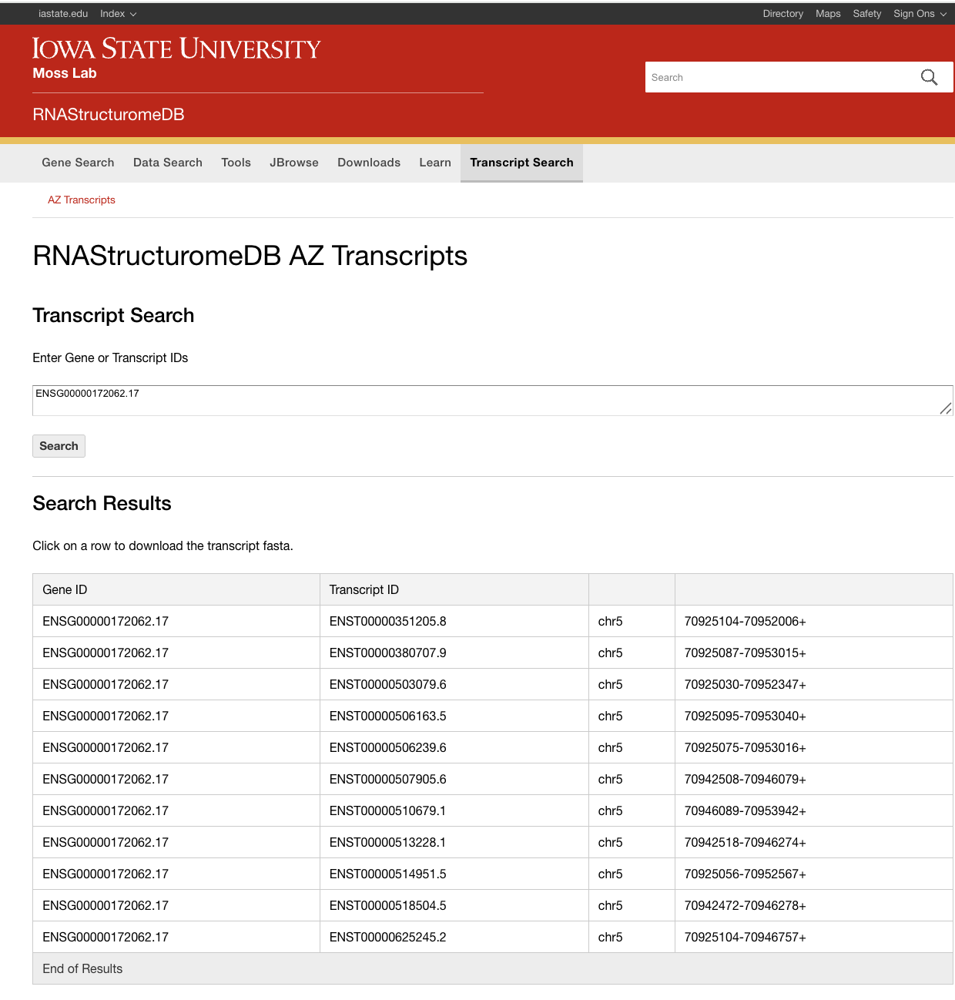 iastate.edu Index Directory Maps Safety Sign Ons
IOWA STATE UNIVERSITY
Moss Lab
Search
RNAStructuromeDB
Gene Search Data Search Tools JBrowse Downloads Learn Transcript Search
AZ Transcripts
RNAStructuromeDB AZ Transcripts
Transcript Search
Enter Gene or Transcript IDs
ENSG00000172062.17
Search
Search Results
Click on a row to download the transcript fasta.
Gene ID Transcript ID
ENSG00000172062.17 ENST00000351205.8 chr5 70925104-70952006+
ENSG00000172062.17 ENST00000380707.9 chr5 70925087-70953015+
ENSG00000172062.17 ENST00000503079.6 chr5 70925030-70952347+
ENSG00000172062.17 ENST00000506163.5 chr5 70925095-70953040+
ENSG00000172062.17 ENST00000506239.6 chr5 70925075-70953016+
ENSG00000172062.17 ENST00000507905.6 chr5 70942508-70946079+
ENSG00000172062.17 ENST00000510679.1 chr5 70946089-70953942+
ENSG00000172062.17 ENST00000513228.1 chr5 70942518-70946274+
ENSG00000172062.17 ENST00000514951.5 chr5 70925056-70952567+
ENSG00000172062.17 ENST00000518504.5 chr5 70942472-70946278+
ENSG00000172062.17 ENST00000625245.2 chr5 70925104-70946757+
End of Results